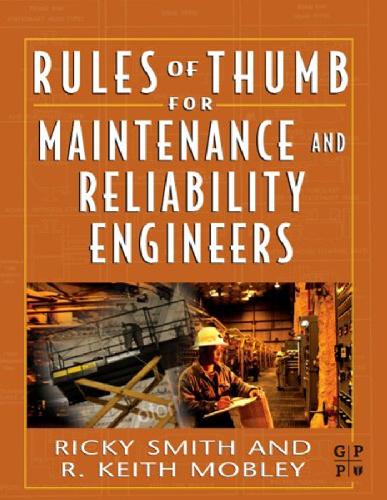 RULES OF THUMB
FOR
MAINTENANCE AND
RELIABILITY
ENGINEERS
RICKY SMITH AND
R. KEITH MOBLEY
G P
P